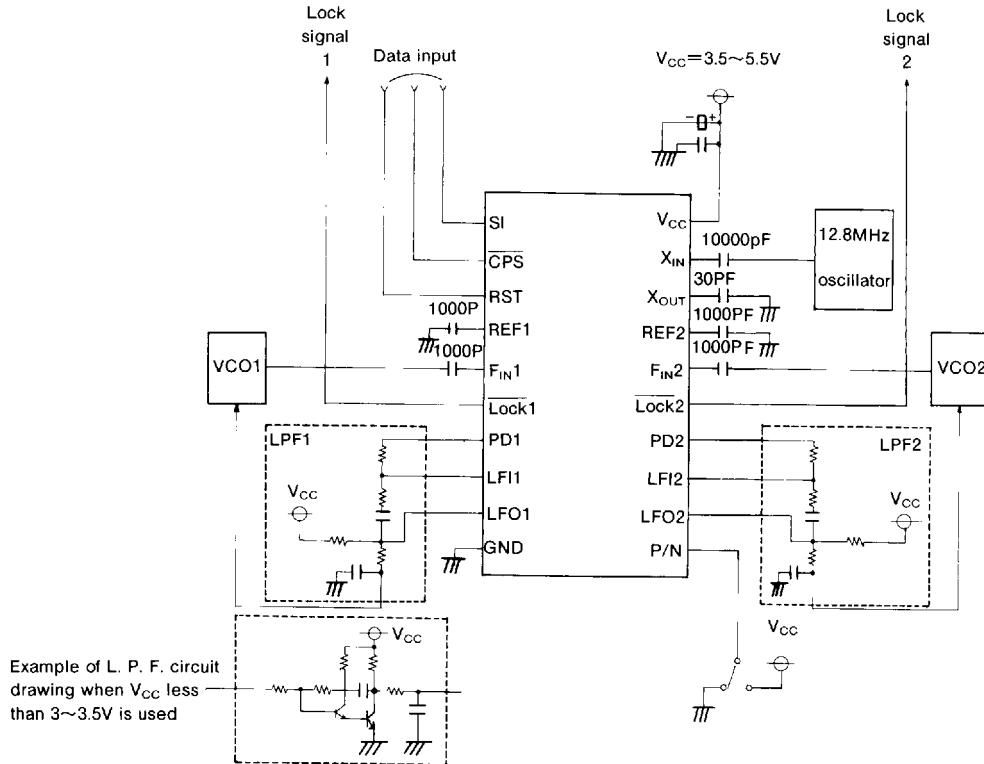 Lock
signal
1
Data input
V_CC=3.5~5.5V
Lock
signal
2
- +
SI
V_CC
10000pF
12.8MHz
oscillator
C̅P̅S̅
X_IN
30PF
RST
X_OUT
1000P
1000PF
REF1
REF2
1000P
1000PF
VCO1
F_IN1
F_IN2
VCO2
L̅o̅c̅k̅1
L̅o̅c̅k̅2
LPF1
PD1
PD2
LPF2
LFI1
LFI2
V_CC
V_CC
LFO1
LFO2
GND
P/N
V_CC
V_CC
Example of L. P. F. circuit
drawing when V_CC less
than 3~3.5V is used